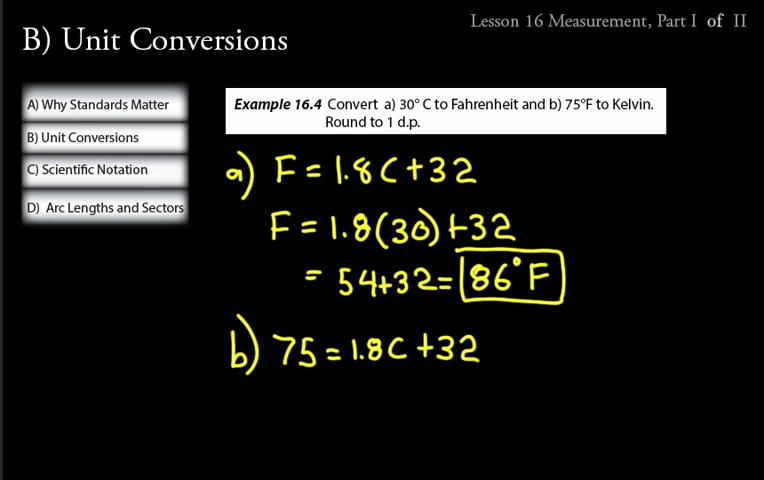 Lesson 16 Measurement, Part I of II
B) Unit Conversions
A) Why Standards Matter
B) Unit Conversions
C) Scientific Notation
D) Arc Lengths and Sectors
Example 16.4 Convert a) 30° C to Fahrenheit and b) 75°F to Kelvin.
Round to 1 d.p.
a) F = 1.8C+32
F = 1.8(30)+32
= 54+32= 86°F
b) 75 = 1.8C +32